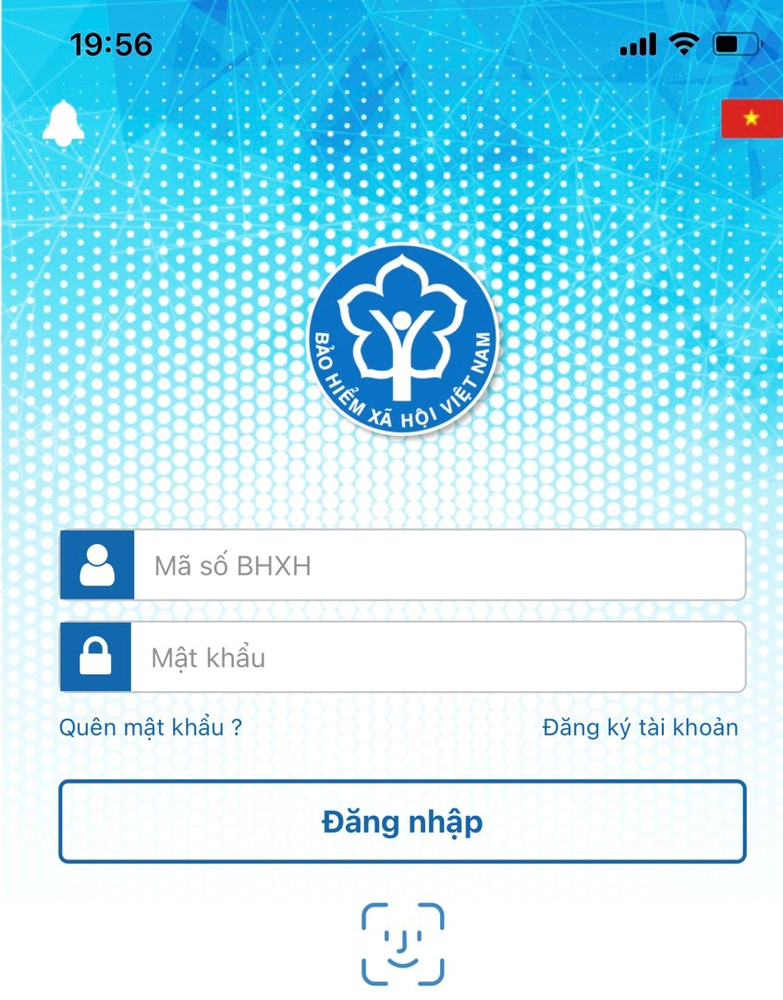 19:56
BẢO HIỂM XÃ HỘI VIỆT NAM
Mã số BHXH
Mật khẩu
Quên mật khẩu ?
Đăng ký tài khoản
Đăng nhập